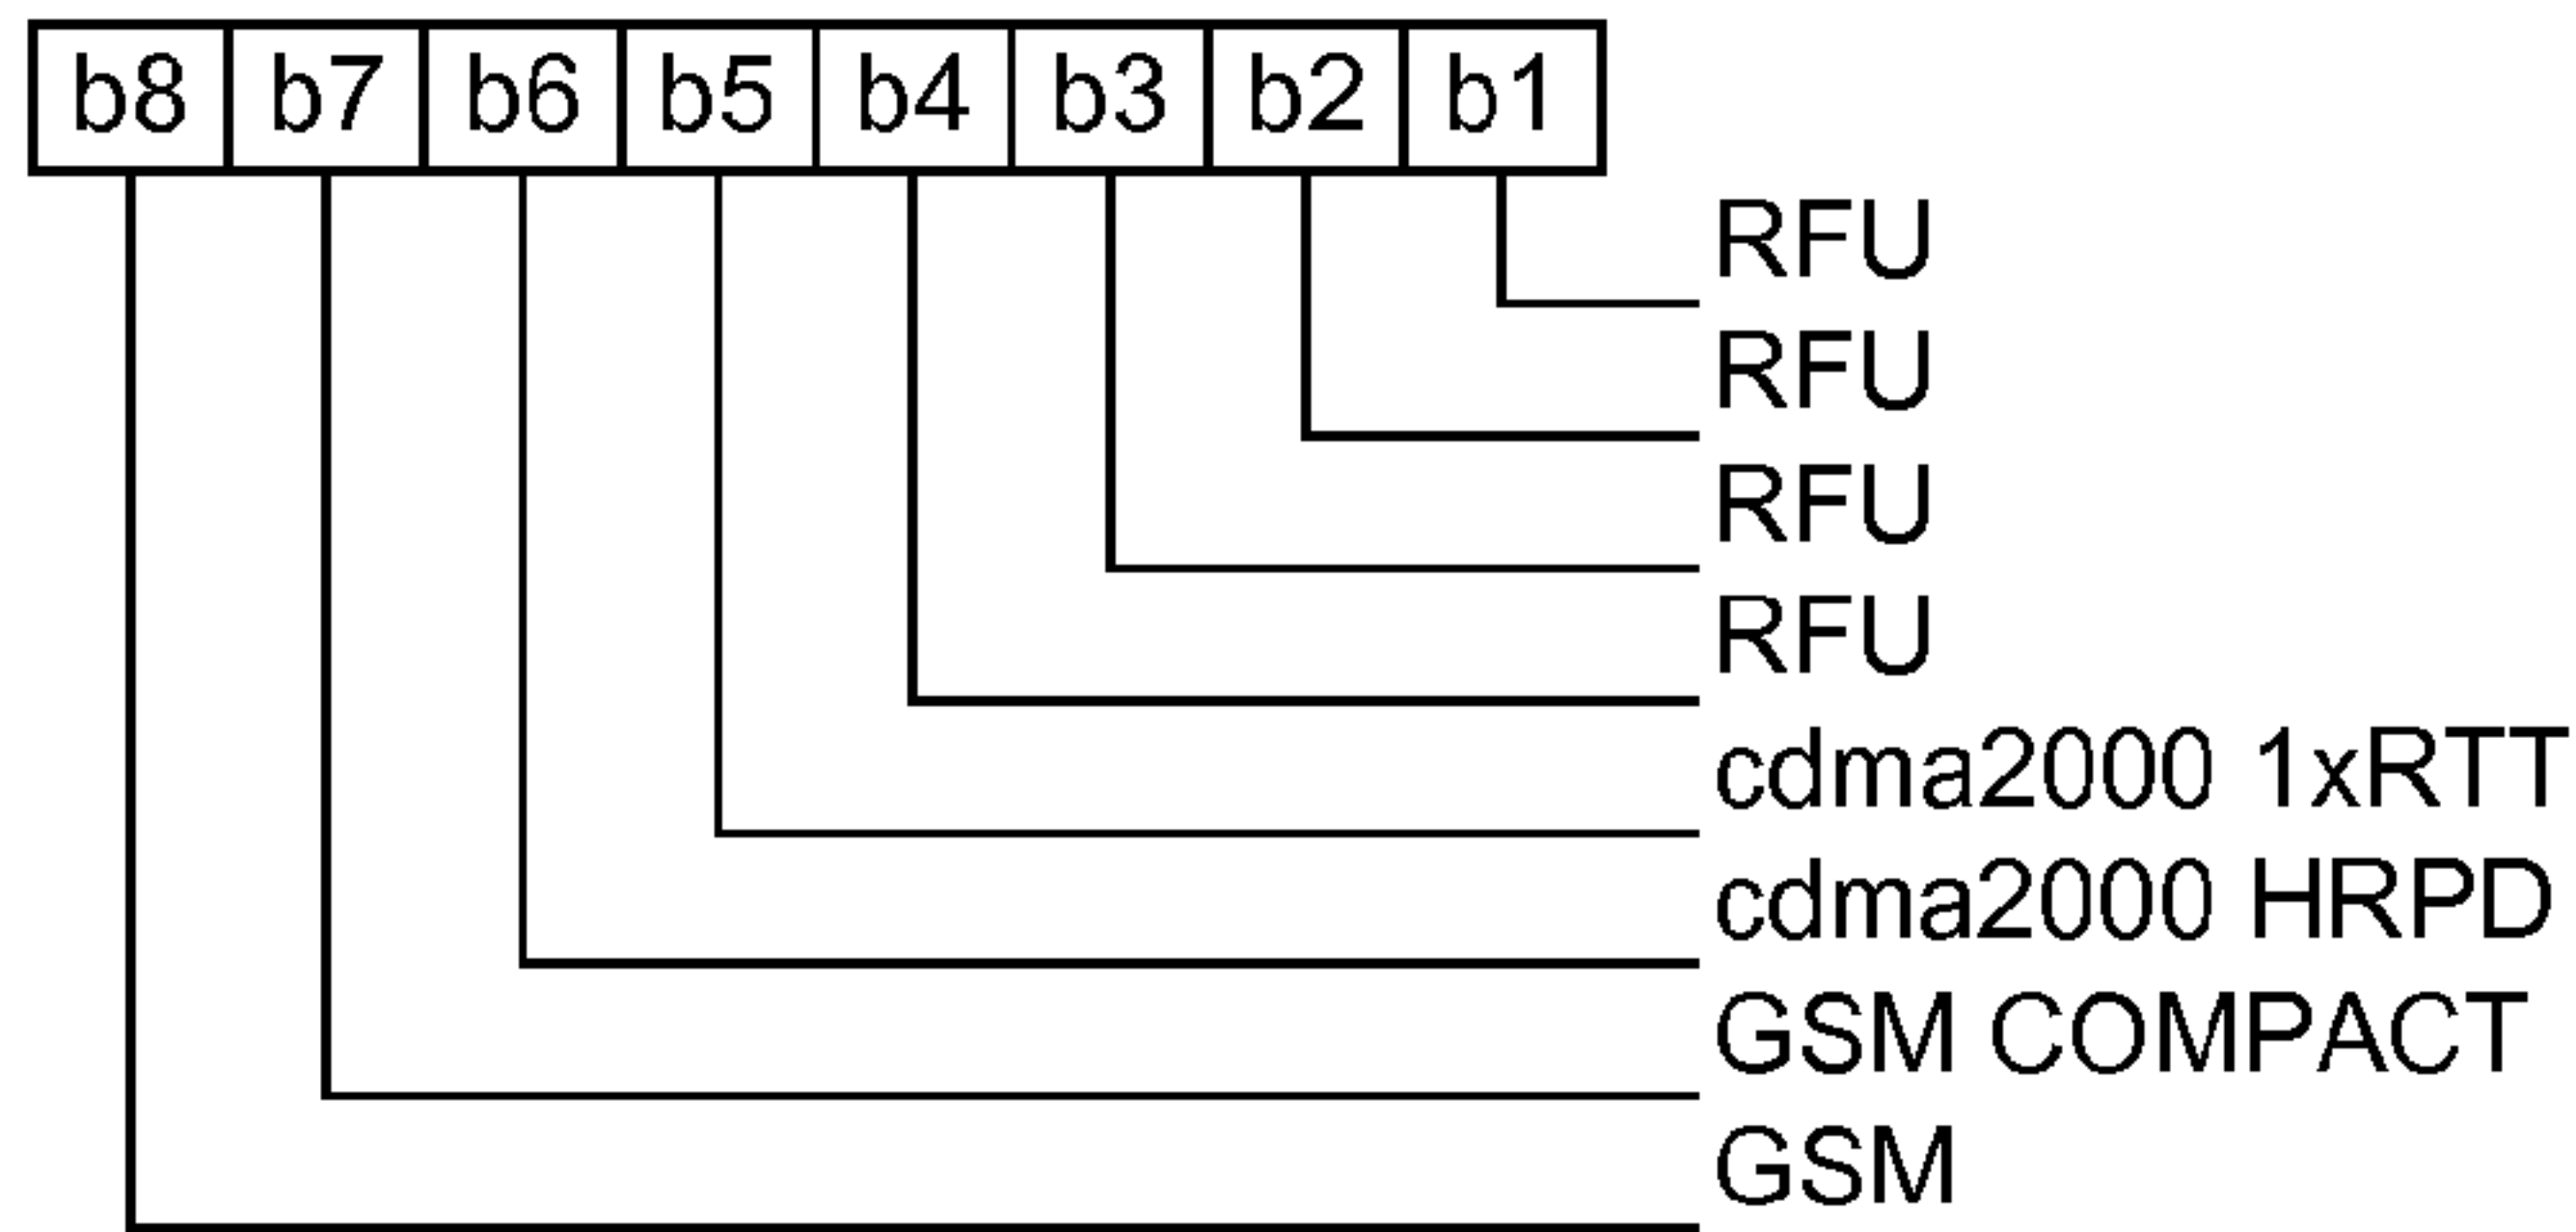 b8 b7 b6 b5 b4 b3 b2 b1
RFU
RFU
RFU
RFU
cdma2000 1xRTT
cdma2000 HRPD
GSM COMPACT
GSM